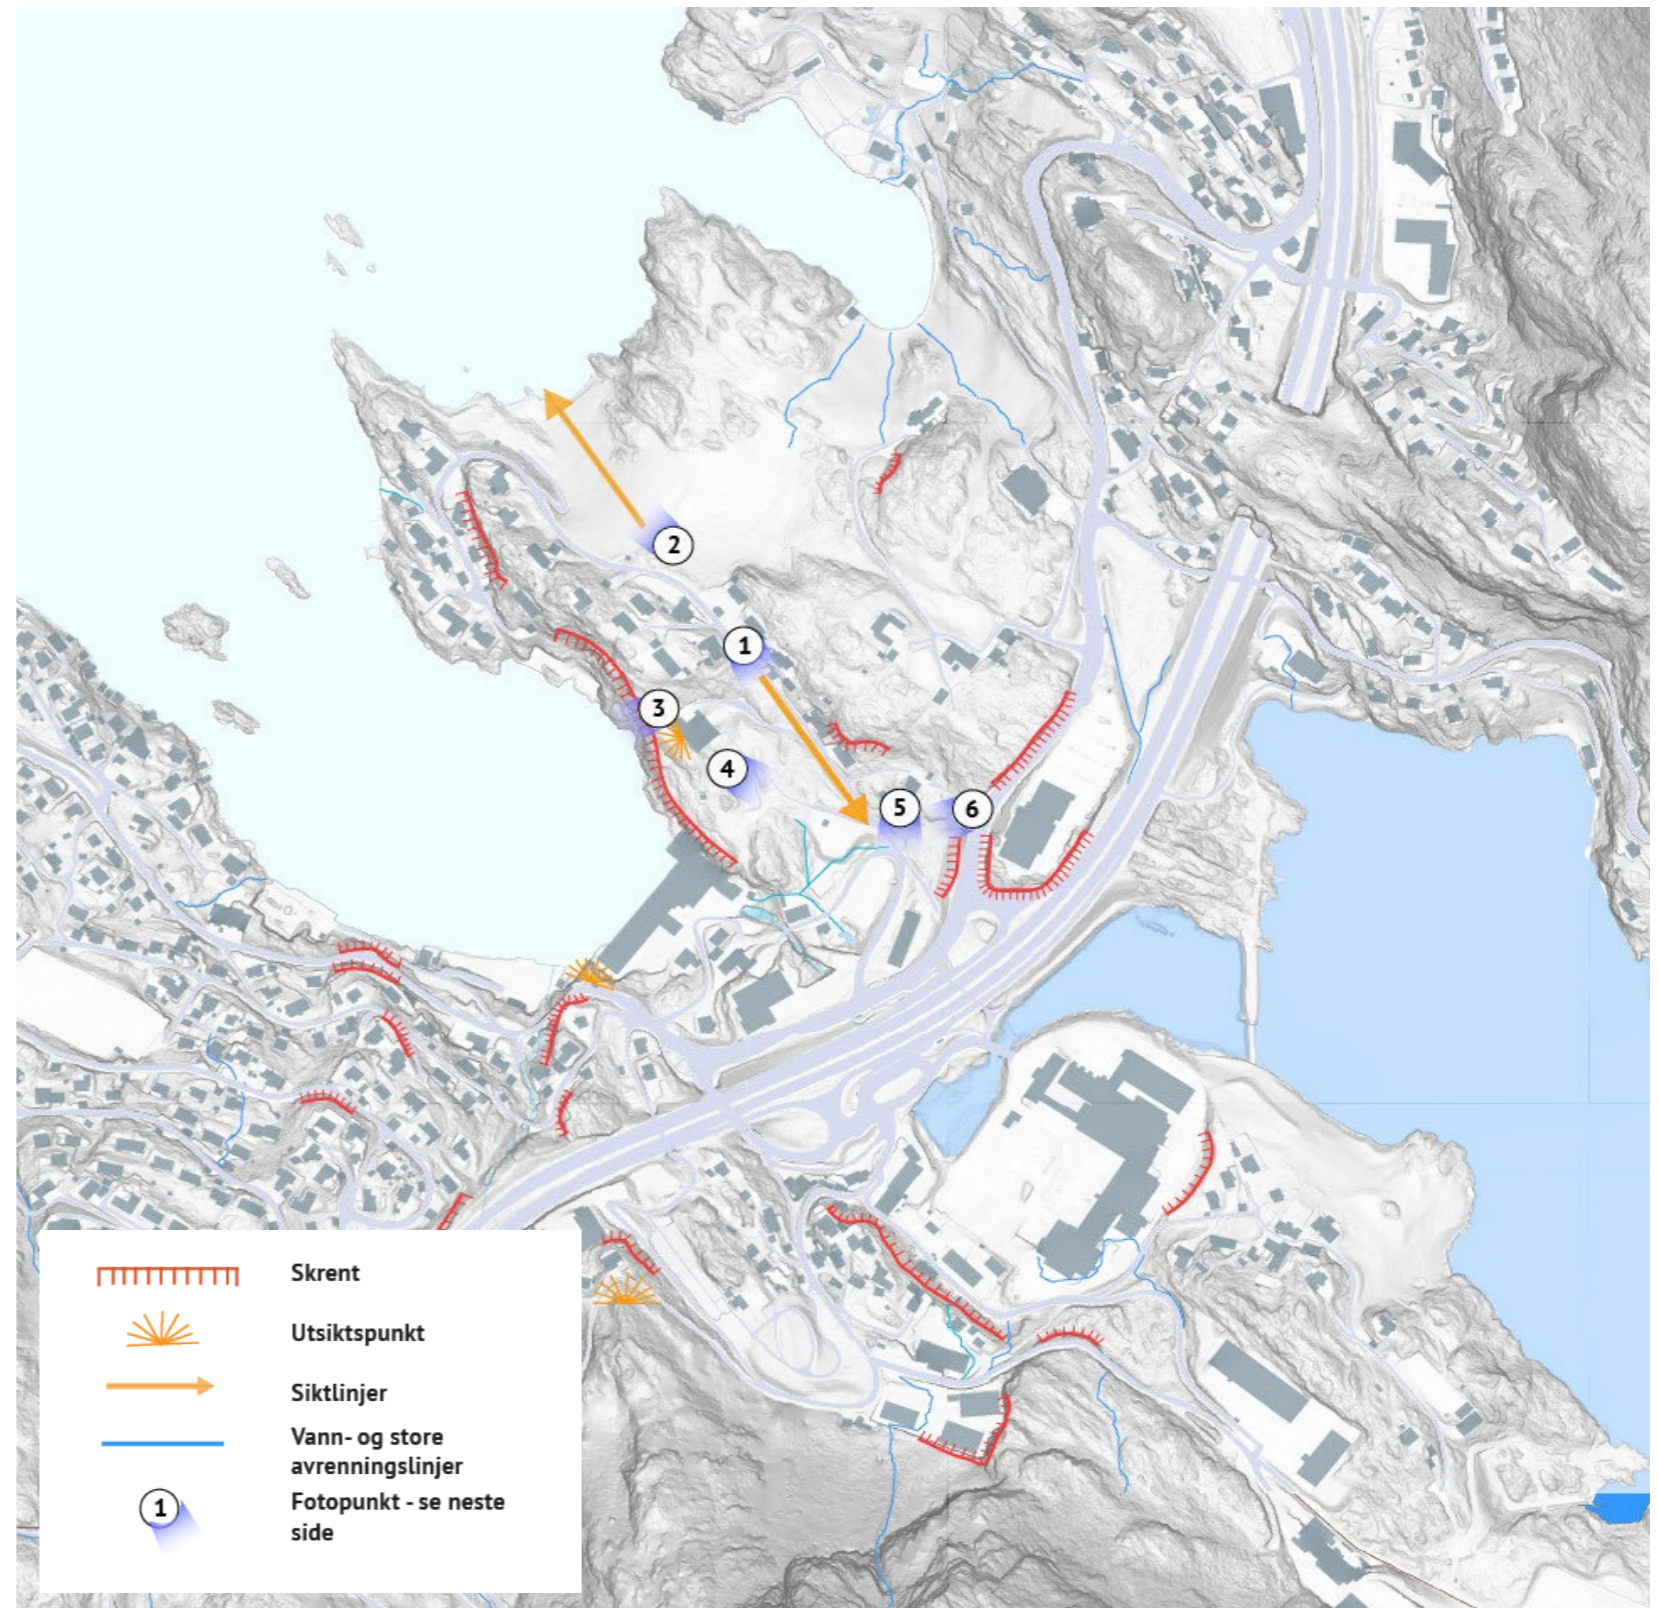 2
1
3
4
5
6
Skrent
Utsiktspunkt
Siktlinjer
Vann- og store
avrenningslinjer
1
Fotopunkt - se neste
side